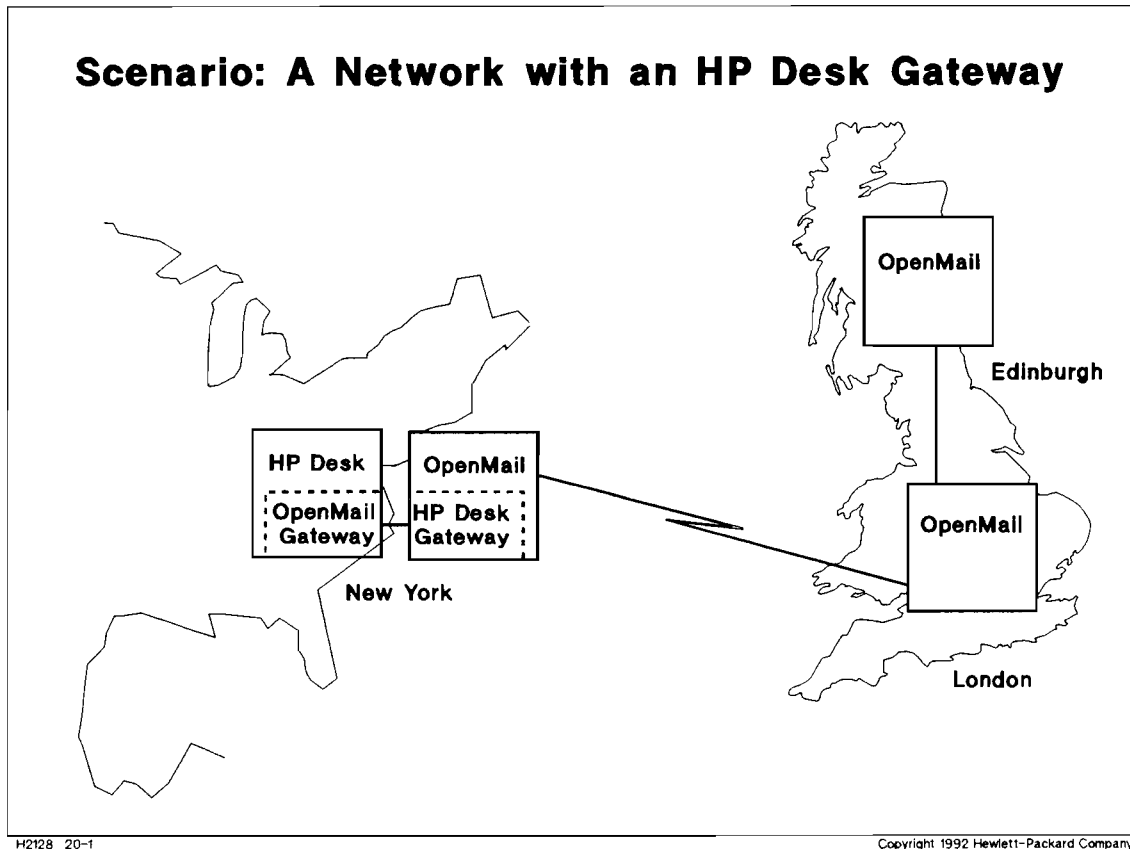 Scenario: A Network with an HP Desk Gateway
OpenMail
Edinburgh
HP Desk
OpenMail
OpenMail
Gateway
HP Desk
Gateway
OpenMail
New York
London
H2128 20-1
Copyright 1992 Hewlett-Packard Company